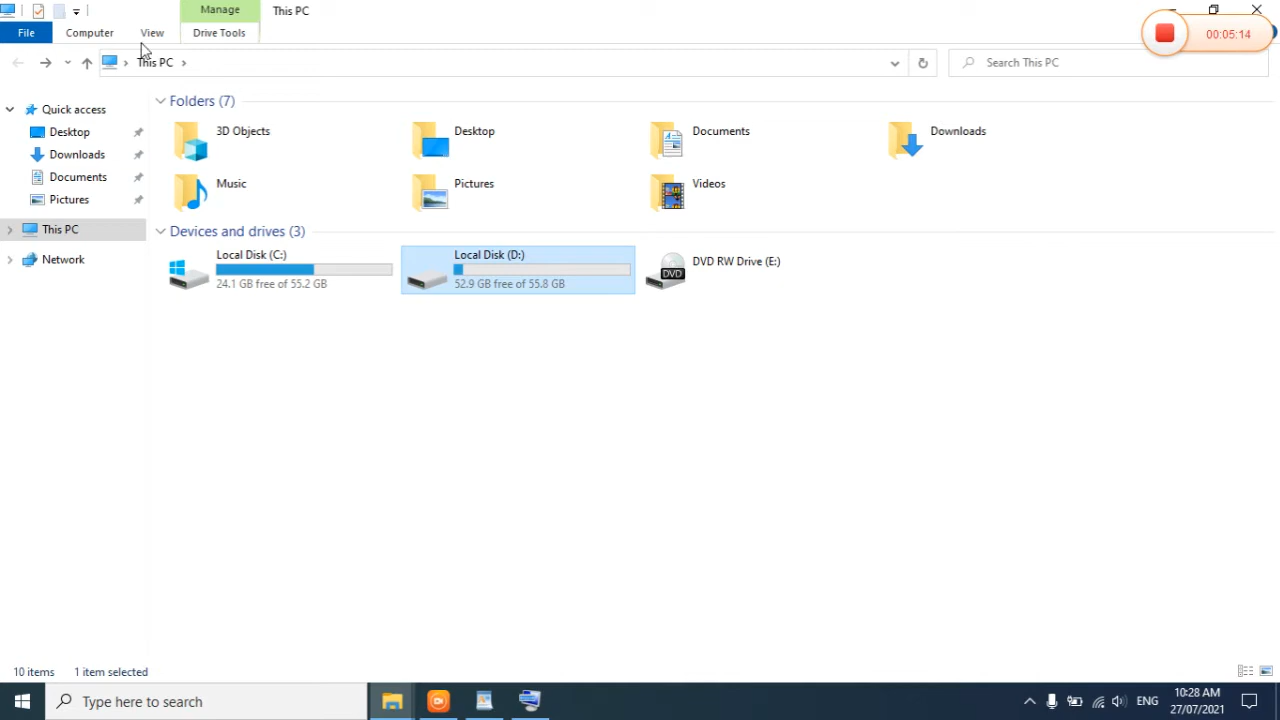 Manage
This PC
File
Computer
View
Drive Tools
00:05:14
This PC
Search This PC
Quick access
Desktop
Downloads
Documents
Pictures
This PC
Network
Folders (7)
3D Objects
Desktop
Documents
Downloads
Music
Pictures
Videos
Devices and drives (3)
Local Disk (C:)
24.1 GB free of 55.2 GB
Local Disk (D:)
52.9 GB free of 55.8 GB
DVD RW Drive (E:)
DVD
10 items
1 item selected
Type here to search
ENG
10:28 AM
27/07/2021